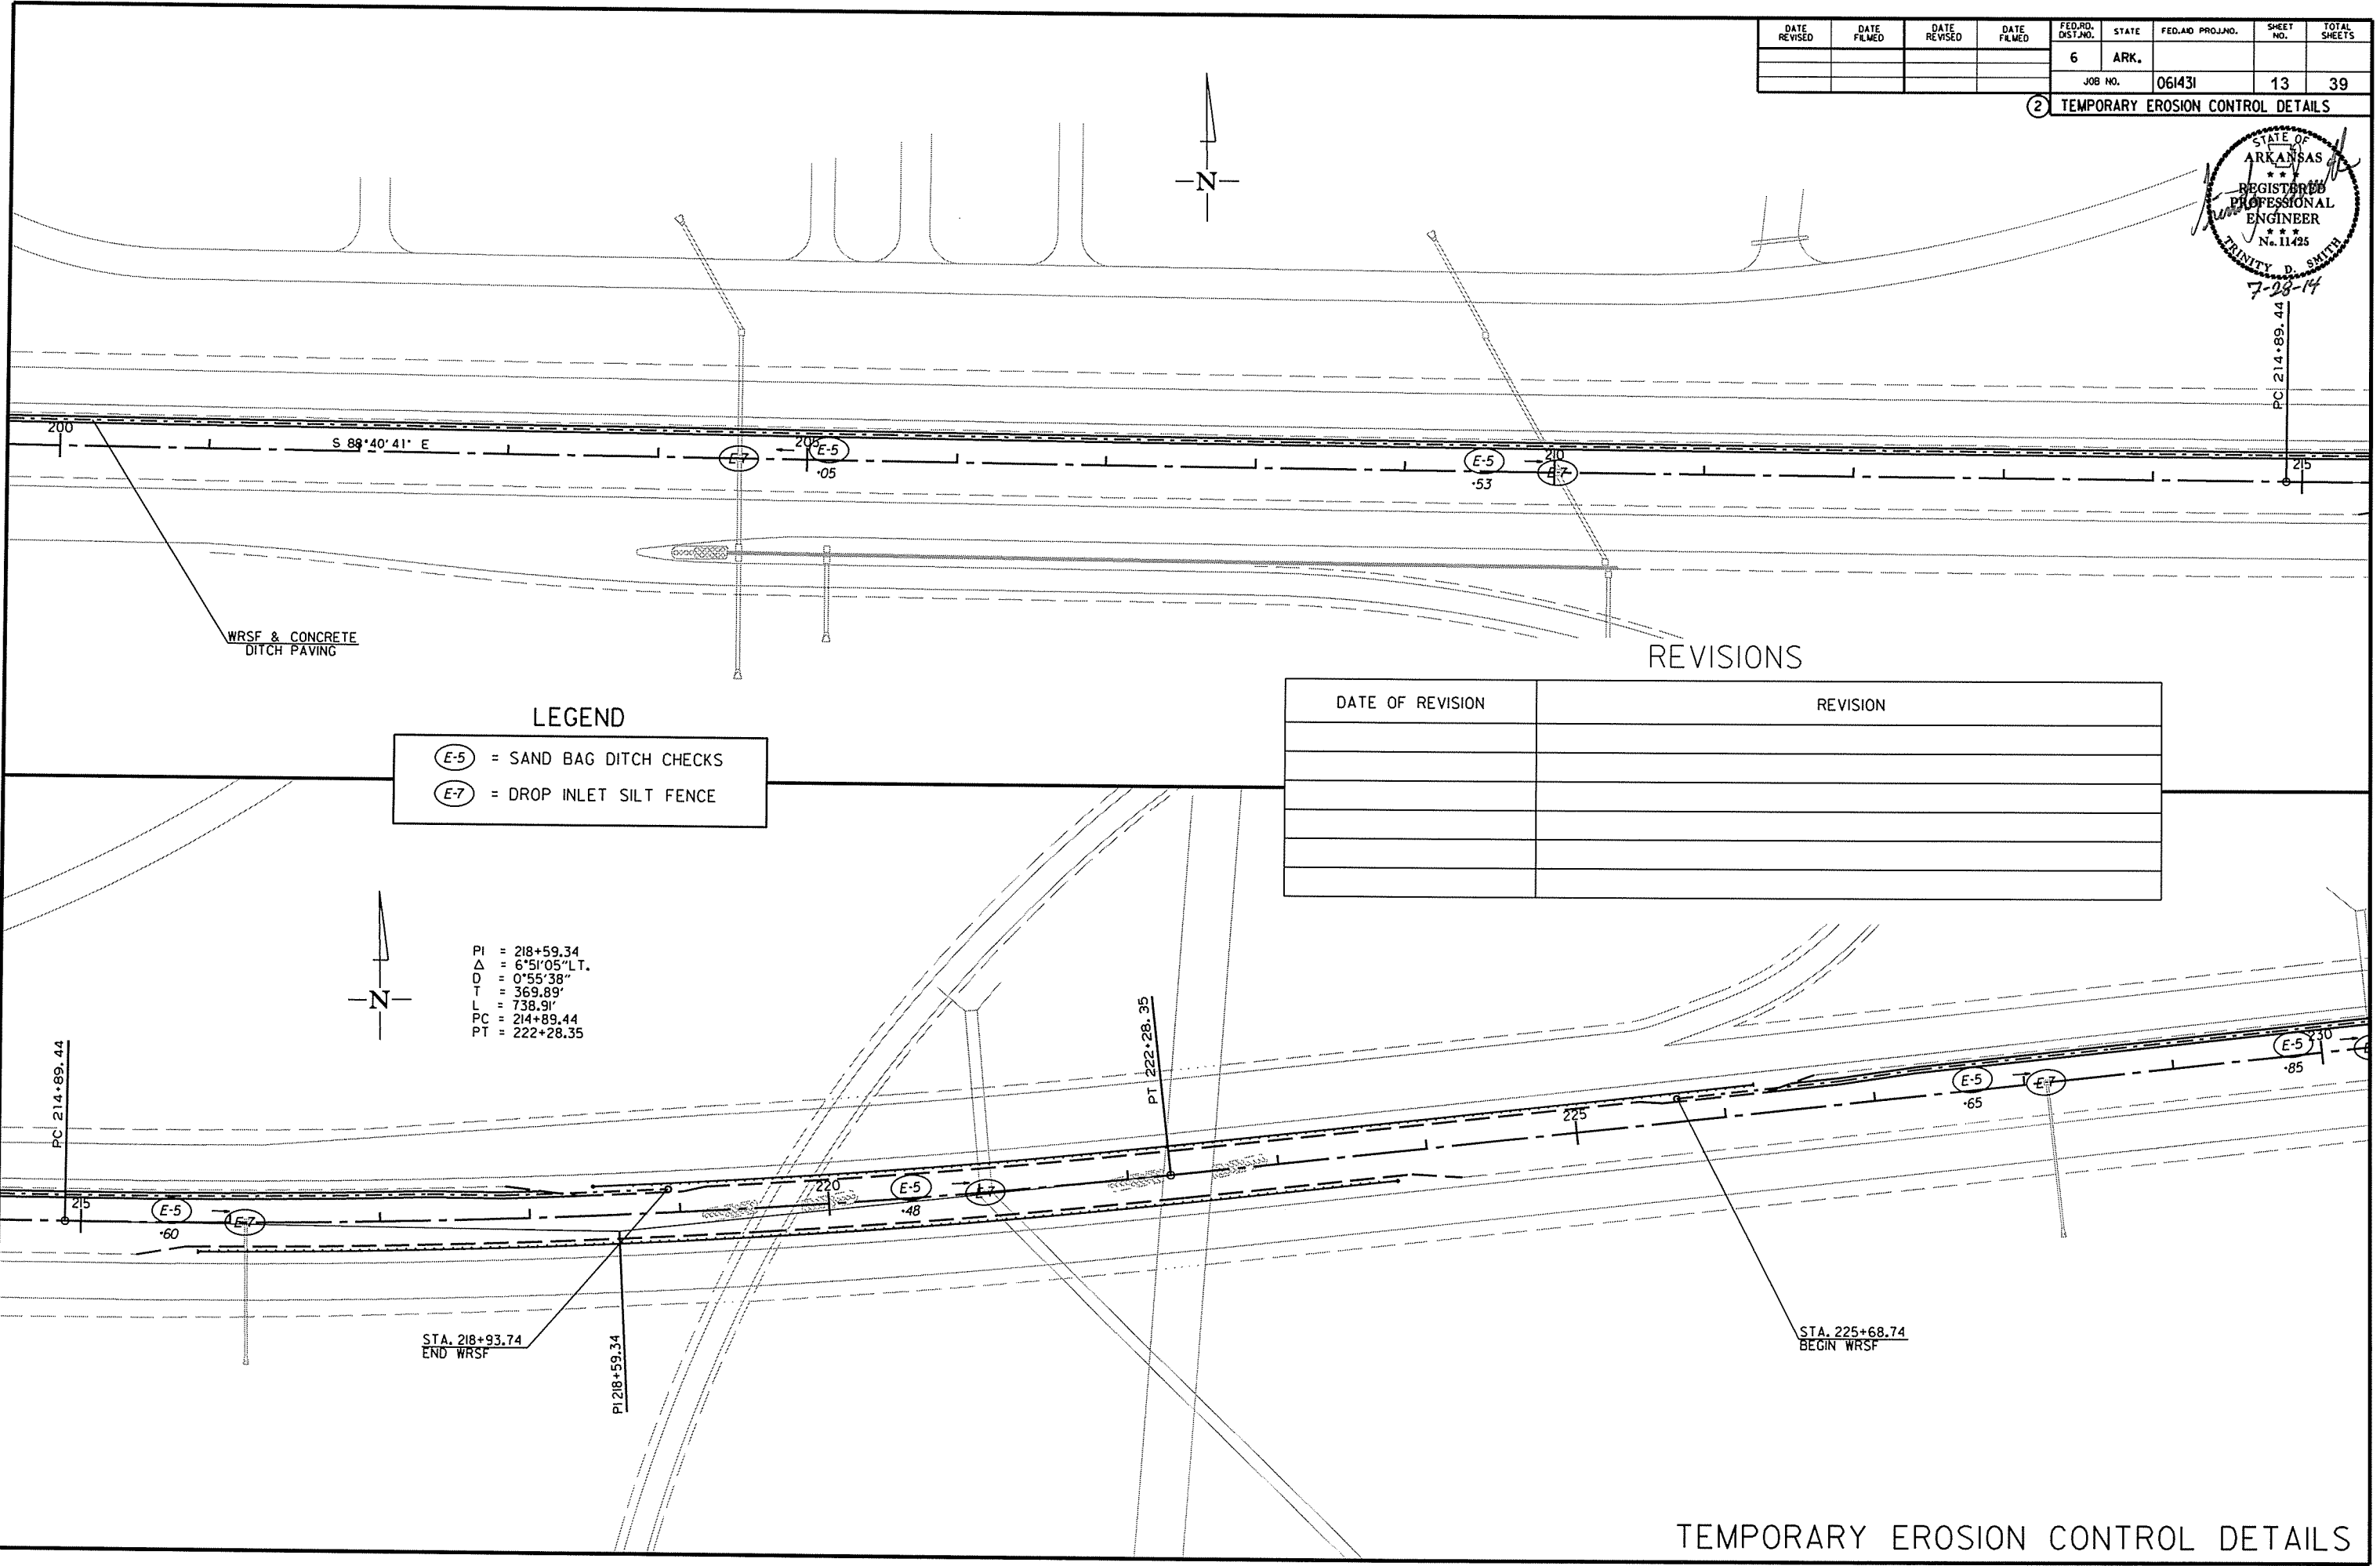 DATE REVISED
DATE FILMED
DATE REVISED
DATE FILMED
FED.RD. DIST.NO.
STATE
FED.AID PROJ.NO.
SHEET NO.
TOTAL SHEETS
6
ARK.
JOB NO.
061431
13
39
2
TEMPORARY EROSION CONTROL DETAILS
STATE OF
ARKANSAS
REGISTERED
PROFESSIONAL
ENGINEER
No. 11425
TRINITY D. SMITH
7-28-14
N
PC 214+89.44
200
S 88°40'41" E
E-7
205
E-5
+05
E-5
+53
210
E-7
215
WRSF & CONCRETE
DITCH PAVING
REVISIONS
DATE OF REVISION
REVISION
LEGEND
E-5 = SAND BAG DITCH CHECKS
E-7 = DROP INLET SILT FENCE
N
PI = 218+59.34
Δ = 6°51'05"LT.
D = 0°55'38"
T = 369.89'
L = 738.91'
PC = 214+89.44
PT = 222+28.35
PC 214+89.44
PT 222+28.35
215
E-5
+60
E-7
220
E-5
+48
E-7
225
E-5
+65
E-7
E-5
230
+85
STA. 218+93.74
END WRSF
PI 218+59.34
STA. 225+68.74
BEGIN WRSF
TEMPORARY EROSION CONTROL DETAILS